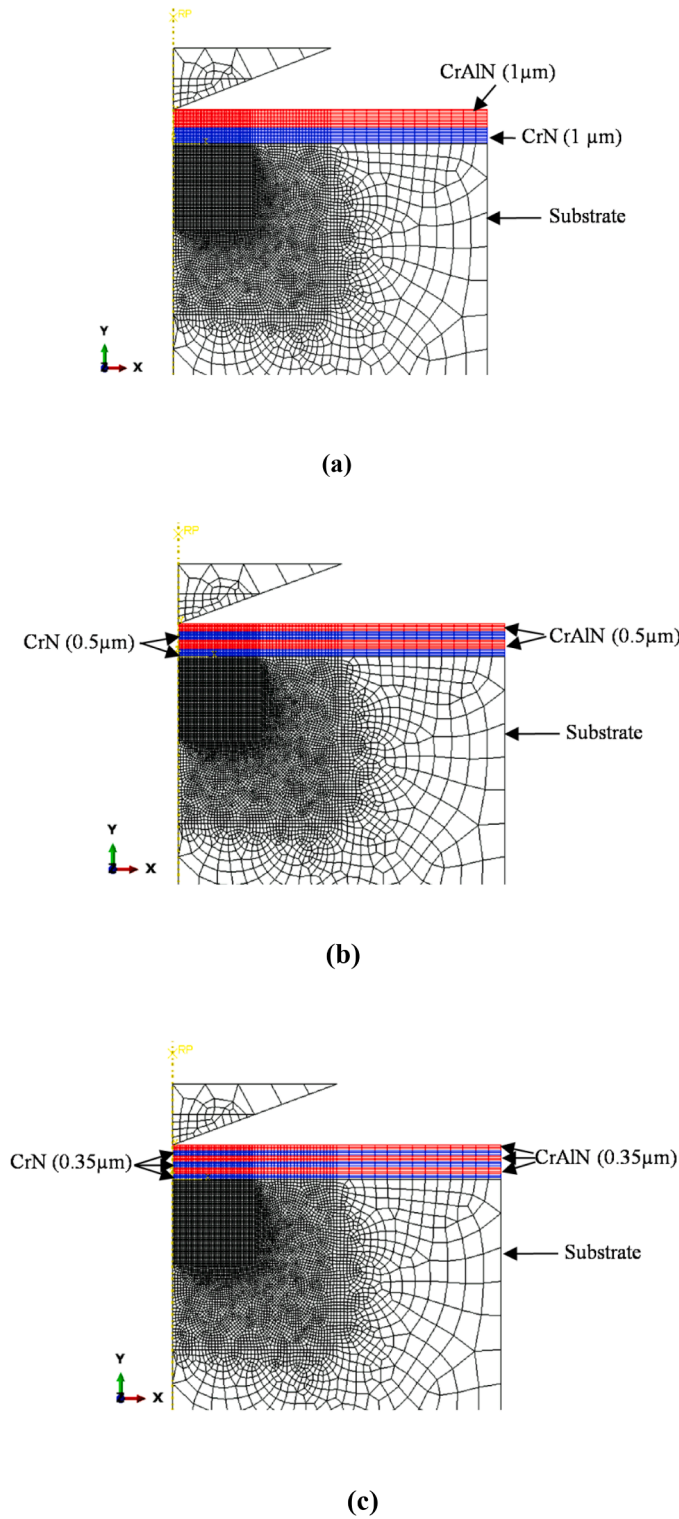 RP
CrAlN (1µm)
CrN (1 µm)
Substrate
Y
X
(a)
RP
CrN (0.5µm)
CrAlN (0.5µm)
Substrate
Y
X
(b)
RP
CrN (0.35µm)
CrAlN (0.35µm)
Substrate
Y
X
(c)